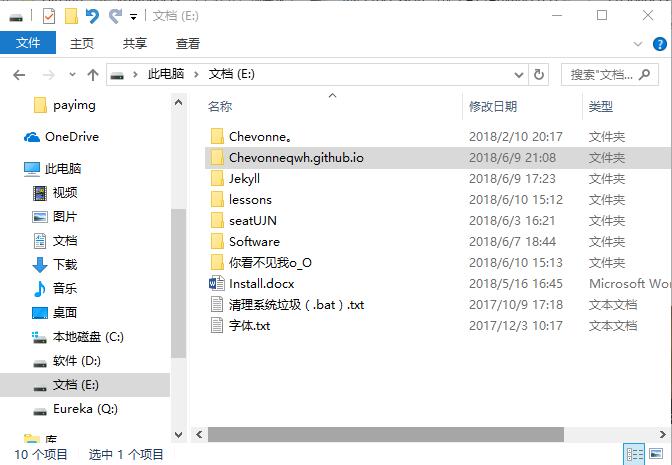 文档 (E:)
文件 主页 共享 查看
此电脑 文档 (E:) 搜索"文档...
名称 修改日期 类型
payimg
OneDrive
此电脑
视频
图片
文档
下载
音乐
桌面
本地磁盘 (C:)
软件 (D:)
文档 (E:)
Eureka (Q:)
库
Chevonne。 2018/2/10 20:17 文件夹
Chevonneqwh.github.io 2018/6/9 21:08 文件夹
Jekyll 2018/6/9 17:23 文件夹
lessons 2018/6/10 15:12 文件夹
seatUJN 2018/6/3 16:21 文件夹
Software 2018/6/7 18:44 文件夹
你看不见我o_O 2018/6/10 15:13 文件夹
Install.docx 2018/5/16 16:45 Microsoft Wor
清理系统垃圾（.bat）.txt 2017/10/9 17:18 文本文档
字体.txt 2017/12/3 10:17 文本文档
10 个项目 选中 1 个项目